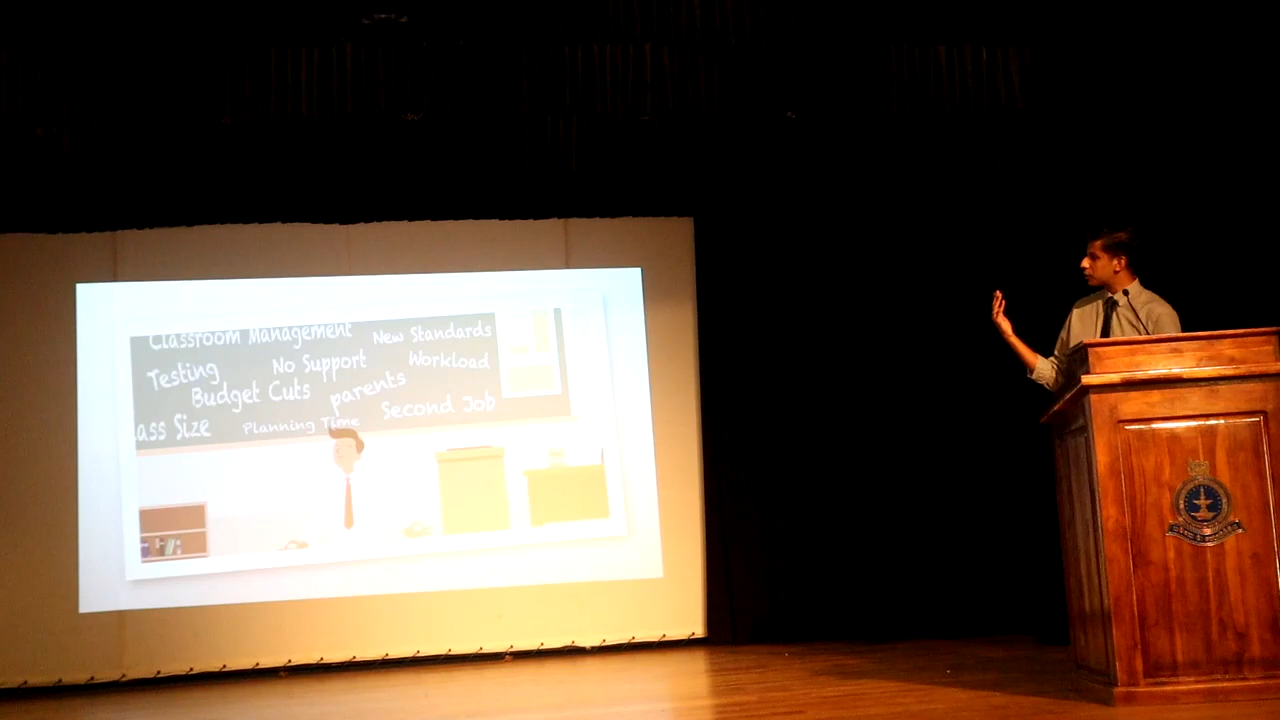 Classroom Management New Standards
Testing No Support Workload
Budget Cuts parents
ass Size Planning Time Second Job